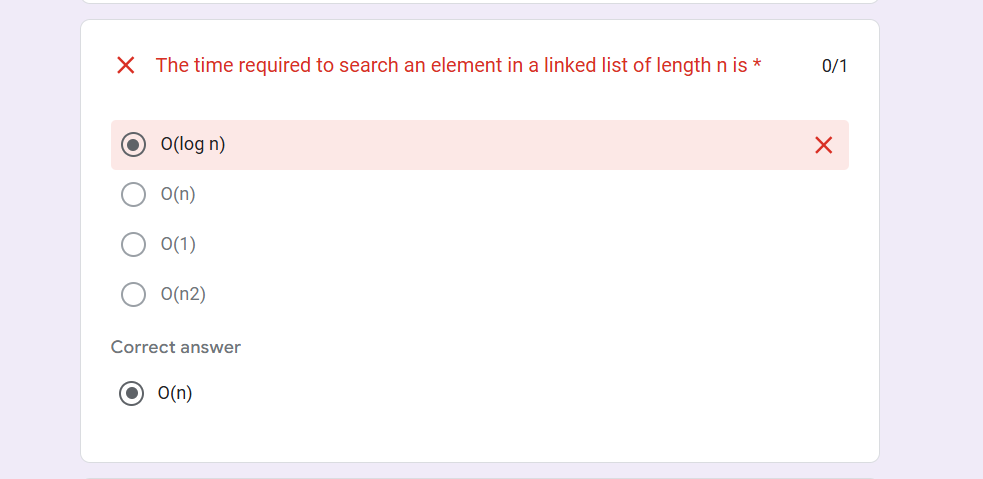 The time required to search an element in a linked list of length n is *
0/1
O(log n)
O(n)
O(1)
O(n2)
Correct answer
O(n)